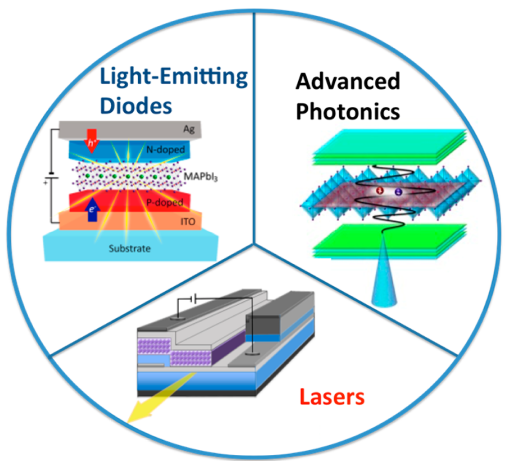 Light-Emitting
Diodes
Ag
h⁺
N-doped
MAPbI₃
P-doped
e⁻
ITO
Substrate
Advanced
Photonics
Lasers